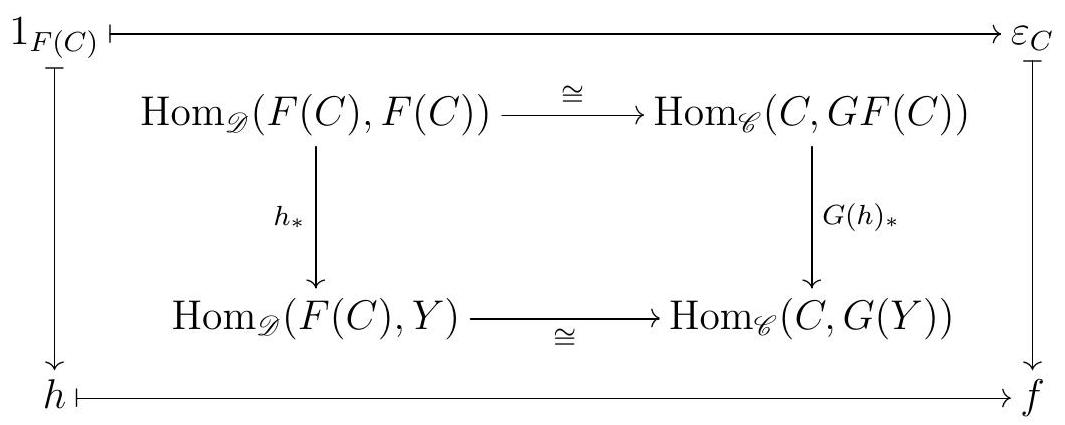 1_{F(C)} ε_C
Hom_𝒟(F(C), F(C)) ≅ Hom_𝒞(C, GF(C))
h_* G(h)_*
Hom_𝒟(F(C), Y) ≅ Hom_𝒞(C, G(Y))
h f